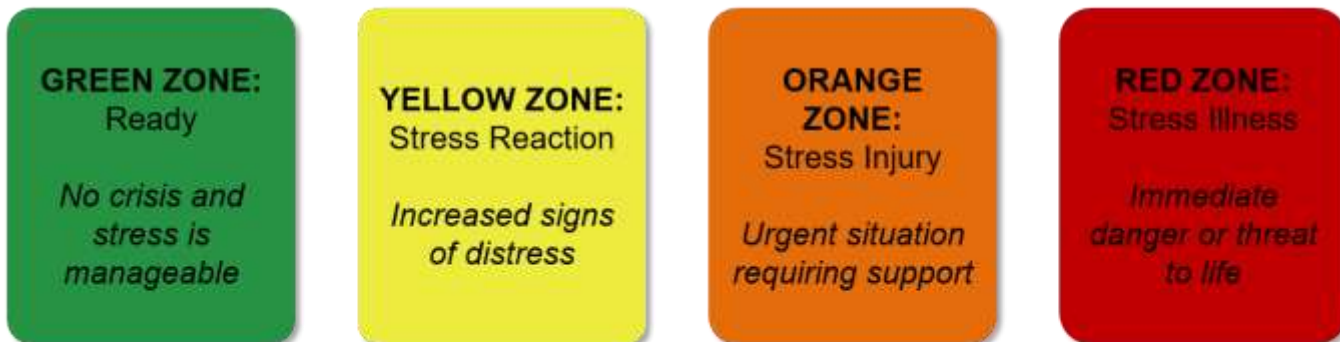 GREEN ZONE:
Ready
No crisis and
stress is
manageable
YELLOW ZONE:
Stress Reaction
Increased signs
of distress
ORANGE
ZONE:
Stress Injury
Urgent situation
requiring support
RED ZONE:
Stress Illness
Immediate
danger or threat
to life